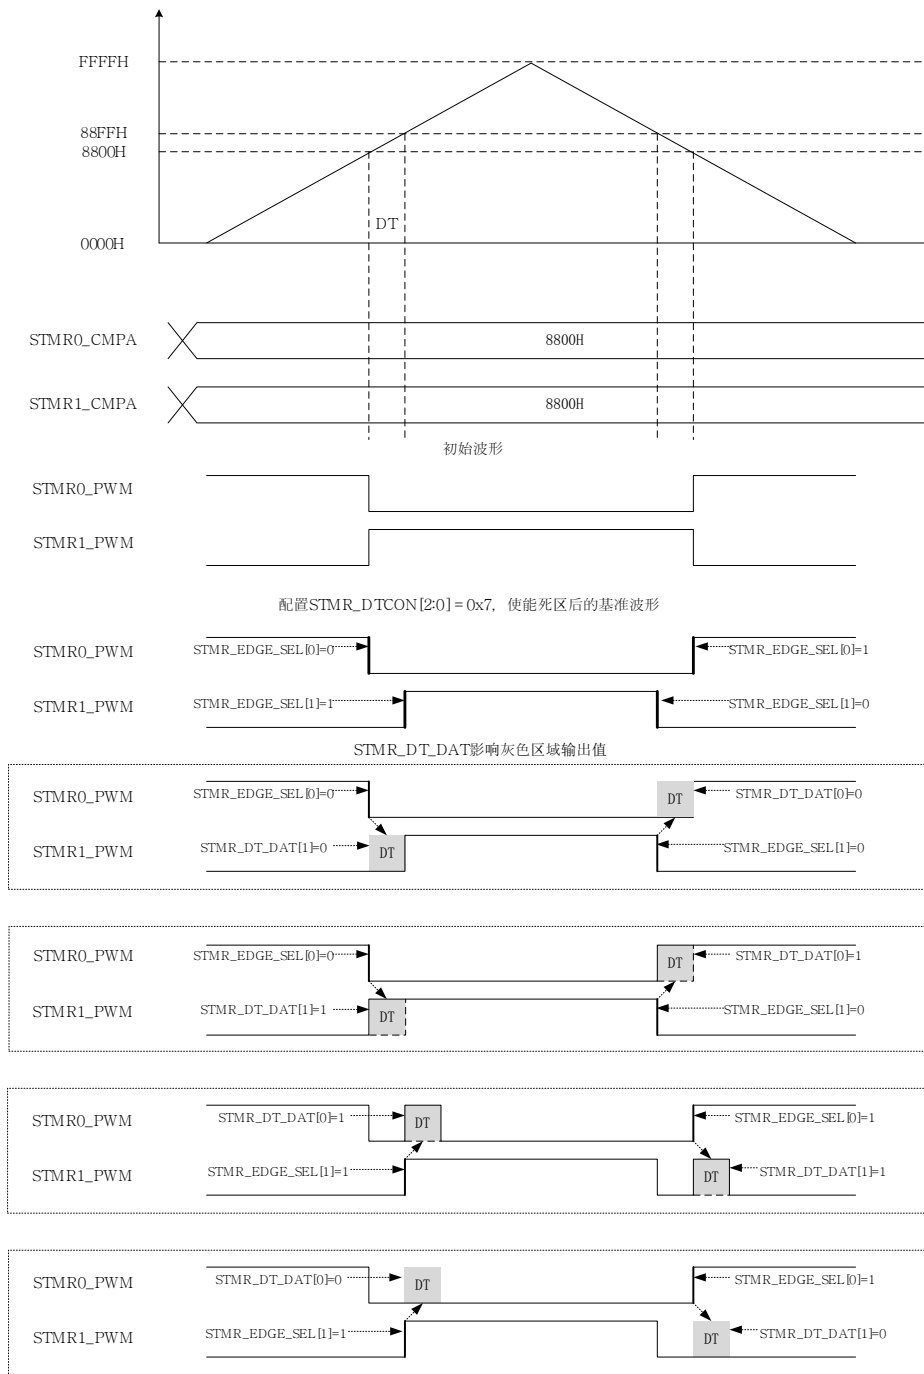 FFFFH
88FFH
8800H
DT
0000H
STMR0_CMPA 8800H
STMR1_CMPA 8800H
初始波形
STMR0_PWM
STMR1_PWM
配置STMR_DTCON[2:0] = 0x7, 使能死区后的基准波形
STMR0_PWM STMR_EDGE_SEL[0]=0 STMR_EDGE_SEL[0]=1
STMR1_PWM STMR_EDGE_SEL[1]=1 STMR_EDGE_SEL[1]=0
STMR_DT_DAT影响灰色区域输出值
STMR0_PWM STMR_EDGE_SEL[0]=0 DT STMR_DT_DAT[0]=0
STMR1_PWM STMR_DT_DAT[1]=0 DT STMR_EDGE_SEL[1]=0
STMR0_PWM STMR_EDGE_SEL[0]=0 DT STMR_DT_DAT[0]=1
STMR1_PWM STMR_DT_DAT[1]=1 DT STMR_EDGE_SEL[1]=0
STMR0_PWM STMR_DT_DAT[0]=1 DT STMR_EDGE_SEL[0]=1
STMR1_PWM STMR_EDGE_SEL[1]=1 DT STMR_DT_DAT[1]=1
STMR0_PWM STMR_DT_DAT[0]=0 DT STMR_EDGE_SEL[0]=1
STMR1_PWM STMR_EDGE_SEL[1]=1 DT STMR_DT_DAT[1]=0